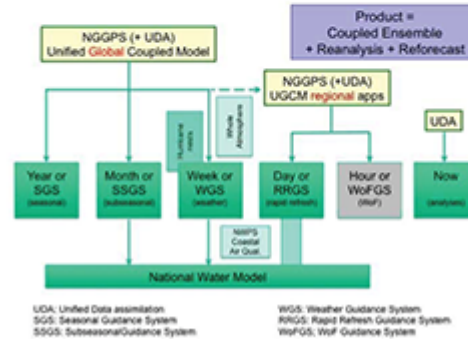 NGGPS (+ UDA)
Unified Global Coupled Model
Product =
Coupled Ensemble
+ Reanalysis + Reforecast
NGGPS (+UDA)
UGCM regional apps
UDA
Whole
Atmosphere
Hurricane
Year or
SGS
(seasonal)
Month or
SSGS
(subseasonal)
Week or
WGS
(weather)
Day or
RRGS
(rapid refresh)
Hour or
WoFGS
(WoF)
Now
(analyses)
NWPS
Coastal
Air Qual.
National Water Model
UDA: Unified Data assimilation
SGS: Seasonal Guidance System
SSGS: SubseasonalGuidance System
WGS: Weather Guidance System
RRGS: Rapid Refresh Guidance System
WoFGS; WoF Guidance System